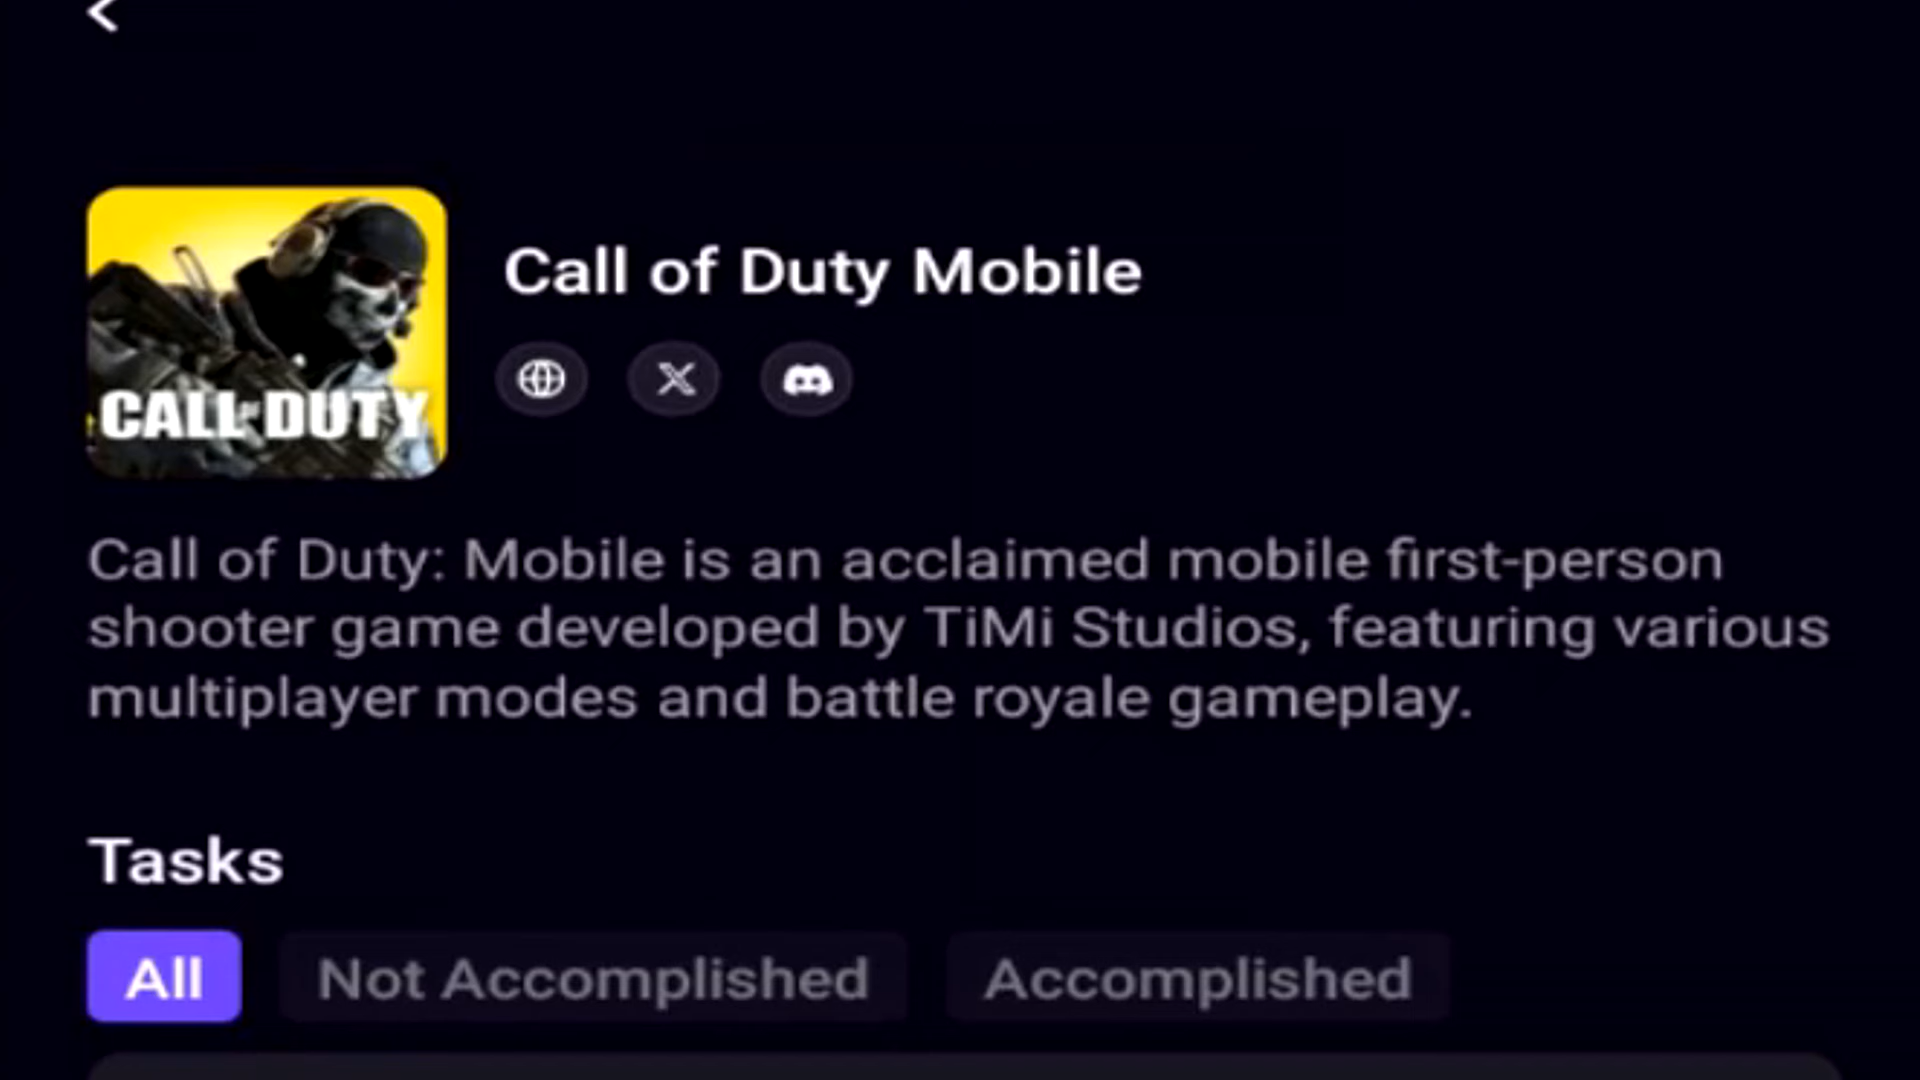 CALL OF DUTY
Call of Duty Mobile
Call of Duty: Mobile is an acclaimed mobile first-person
shooter game developed by TiMi Studios, featuring various
multiplayer modes and battle royale gameplay.
Tasks
All
Not Accomplished
Accomplished